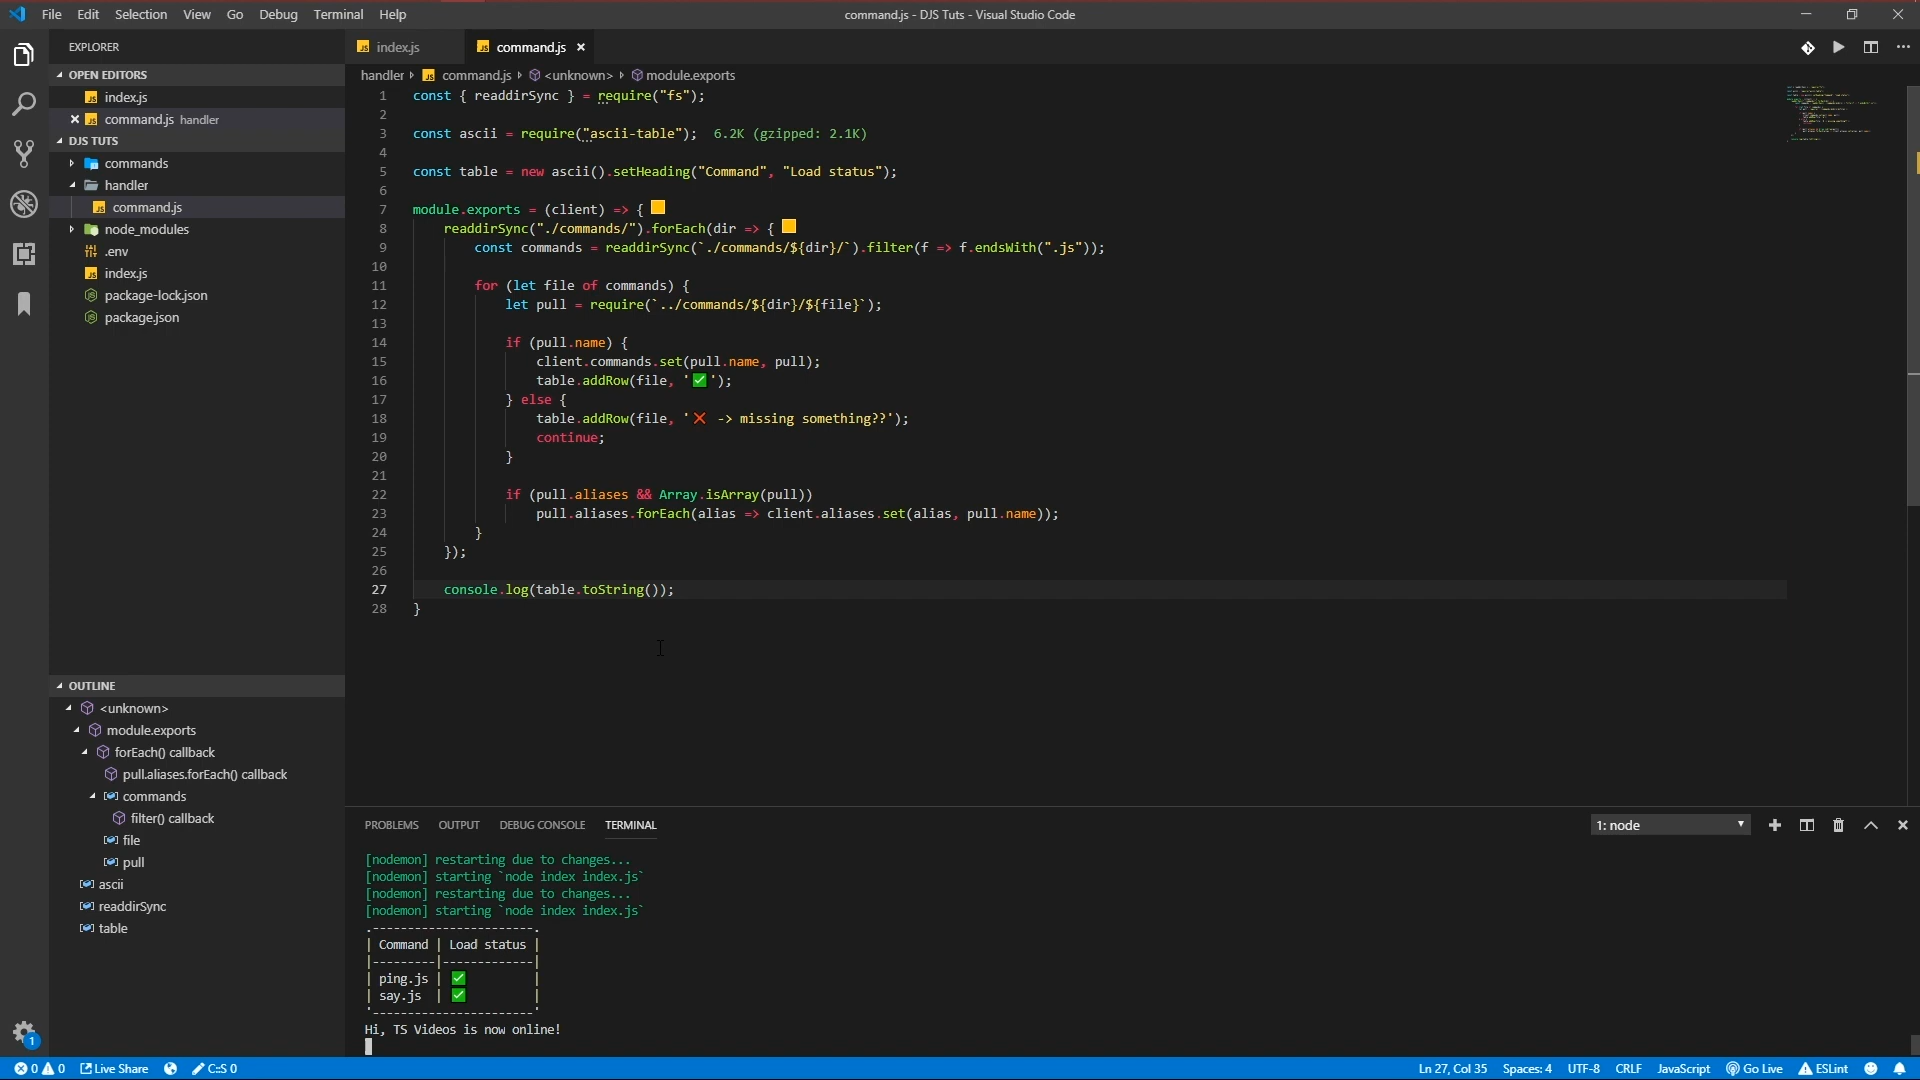 File Edit Selection View Go Debug Terminal Help
command.js - DJS Tuts - Visual Studio Code
EXPLORER
OPEN EDITORS
index.js
command.js handler
DJS TUTS
commands
handler
command.js
node_modules
.env
index.js
package-lock.json
package.json
OUTLINE
<unknown>
module.exports
forEach() callback
pull.aliases.forEach() callback
commands
filter() callback
file
pull
ascii
readdirSync
table
index.js command.js
handler command.js <unknown> module.exports
1 const { readdirSync } = require("fs");
2
3 const ascii = require("ascii-table"); 6.2K (gzipped: 2.1K)
4
5 const table = new ascii().setHeading("Command", "Load status");
6
7 module.exports = (client) => {
8 readdirSync("./commands/").forEach(dir => {
9 const commands = readdirSync(`./commands/${dir}/`).filter(f => f.endsWith(".js"));
10
11 for (let file of commands) {
12 let pull = require(`../commands/${dir}/${file}`);
13
14 if (pull.name) {
15 client.commands.set(pull.name, pull);
16 table.addRow(file, '✅');
17 } else {
18 table.addRow(file, '❌ -> missing something??');
19 continue;
20 }
21
22 if (pull.aliases && Array.isArray(pull))
23 pull.aliases.forEach(alias => client.aliases.set(alias, pull.name));
24 }
25 });
26
27 console.log(table.toString());
28 }
PROBLEMS OUTPUT DEBUG CONSOLE TERMINAL
1: node
[nodemon] restarting due to changes...
[nodemon] starting `node index index.js`
[nodemon] restarting due to changes...
[nodemon] starting `node index index.js`
.----------------------.
| Command | Load status |
|---------|-------------|
| ping.js | ✅ |
| say.js | ✅ |
'----------------------'
Hi, TS Videos is now online!
1
0 0 Live Share C::S 0
Ln 27, Col 35 Spaces: 4 UTF-8 CRLF JavaScript Go Live ESLint